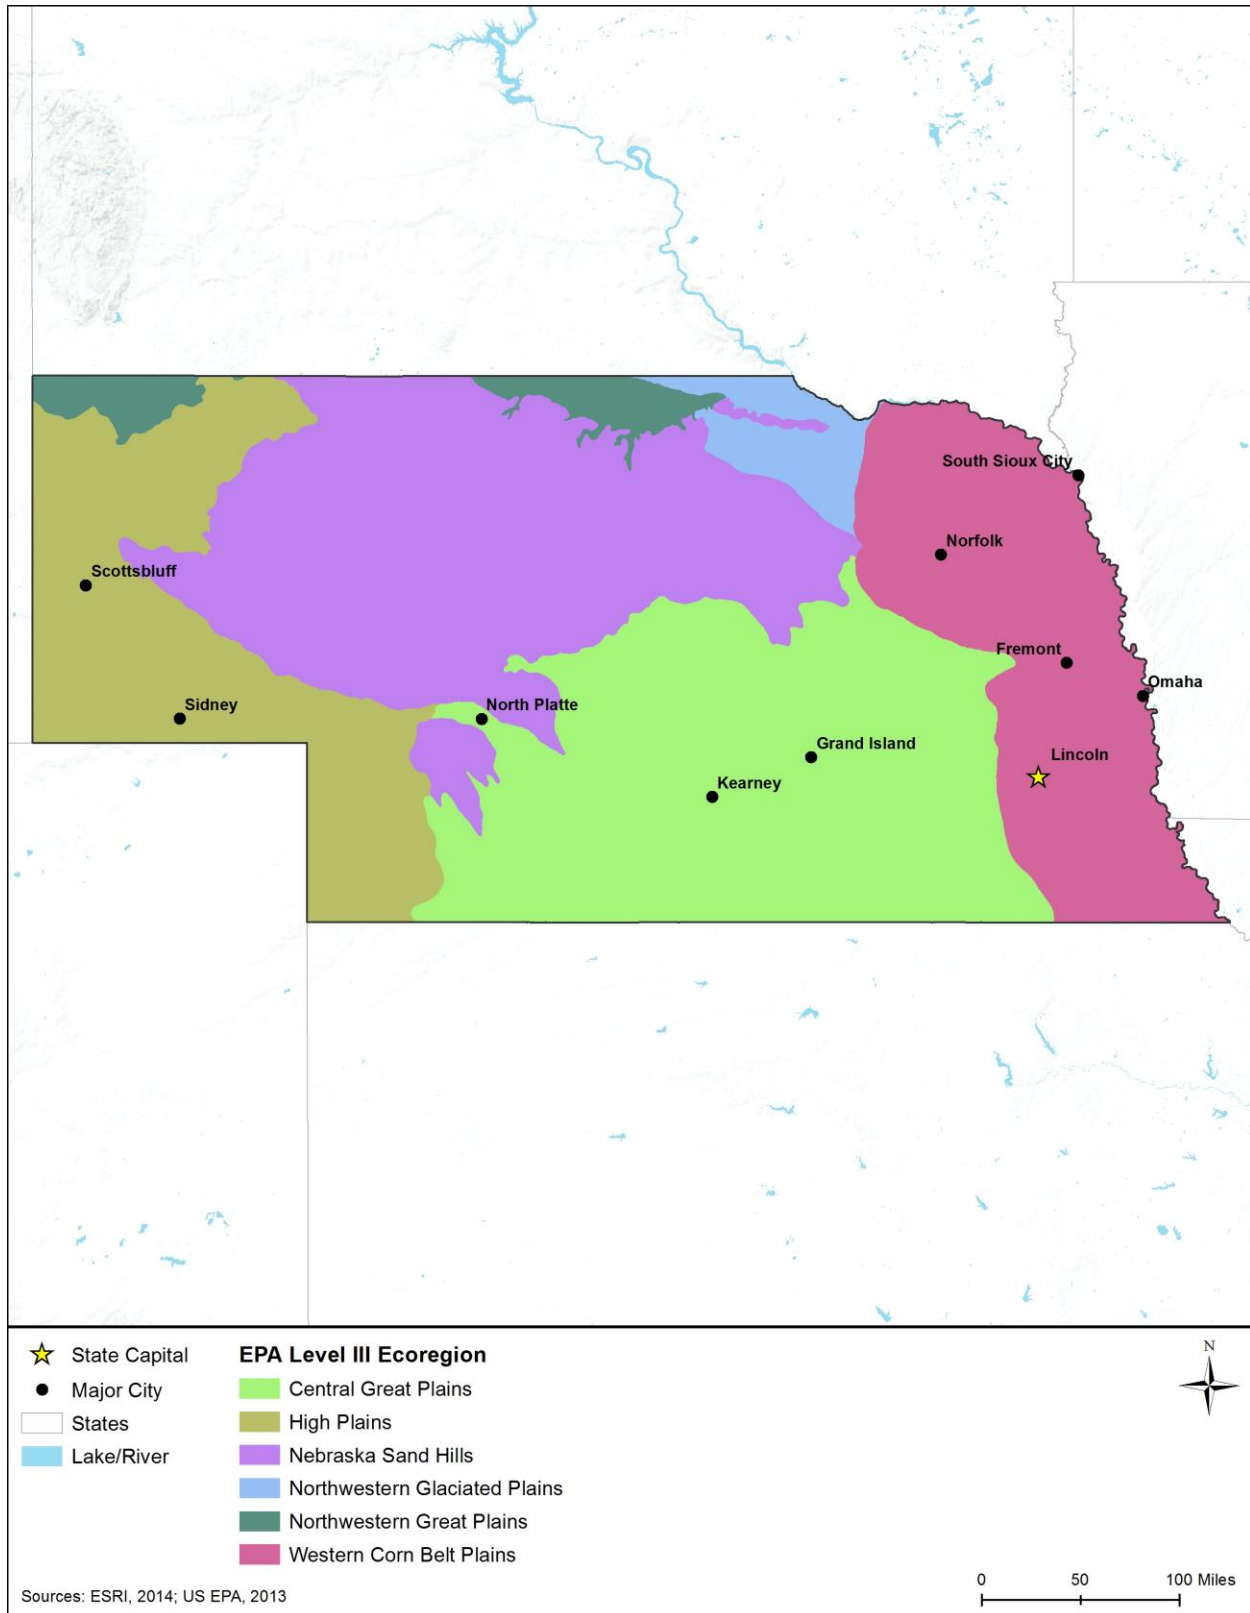 South Sioux City
Norfolk
Scottsbluff
Fremont
Omaha
Sidney
North Platte
Grand Island
Lincoln
Kearney
State Capital
Major City
States
Lake/River
EPA Level III Ecoregion
Central Great Plains
High Plains
Nebraska Sand Hills
Northwestern Glaciated Plains
Northwestern Great Plains
Western Corn Belt Plains
N
0 50 100 Miles
Sources: ESRI, 2014; US EPA, 2013